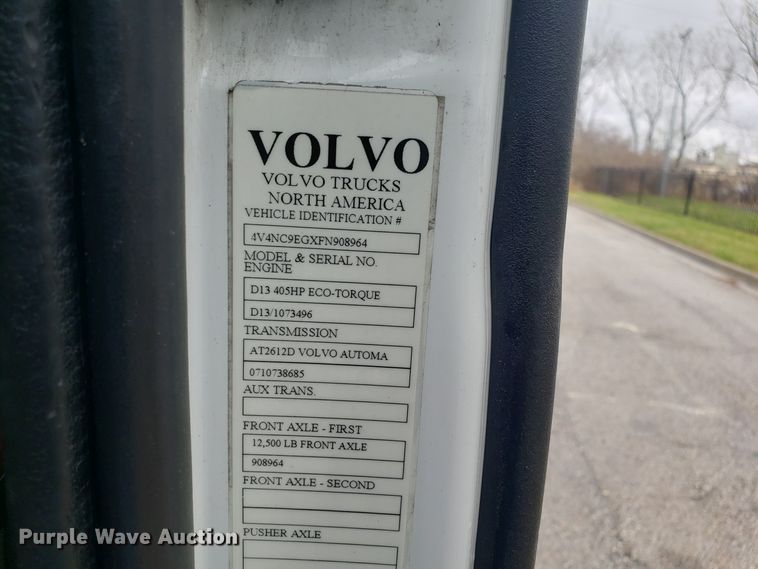 VOLVO
VOLVO TRUCKS
NORTH AMERICA
VEHICLE IDENTIFICATION #
4V4NC9EGXFN908964
MODEL & SERIAL NO.
ENGINE
D13 405HP ECO-TORQUE
D13/1073496
TRANSMISSION
AT2612D VOLVO AUTOMA
0710738685
AUX TRANS.
FRONT AXLE - FIRST
12,500 LB FRONT AXLE
908964
FRONT AXLE - SECOND
PUSHER AXLE
Purple Wave Auction